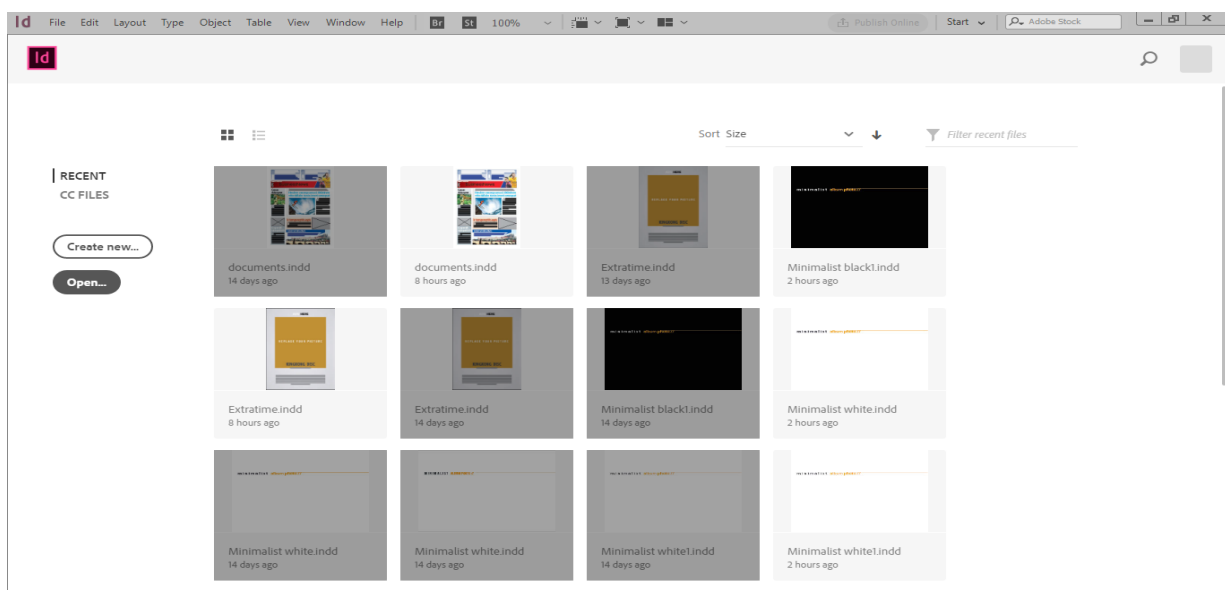 Id File Edit Layout Type Object Table View Window Help Br St 100% Publish Online Start Adobe Stock
Id
Sort Size Filter recent files
RECENT
CC FILES
Create new...
Open...
documents.indd documents.indd Extratime.indd Minimalist black1.indd
14 days ago 8 hours ago 13 days ago 2 hours ago
Extratime.indd Extratime.indd Minimalist black1.indd Minimalist white.indd
8 hours ago 14 days ago 14 days ago 2 hours ago
Minimalist white.indd Minimalist white.indd Minimalist white1.indd Minimalist white1.indd
14 days ago 14 days ago 14 days ago 2 hours ago